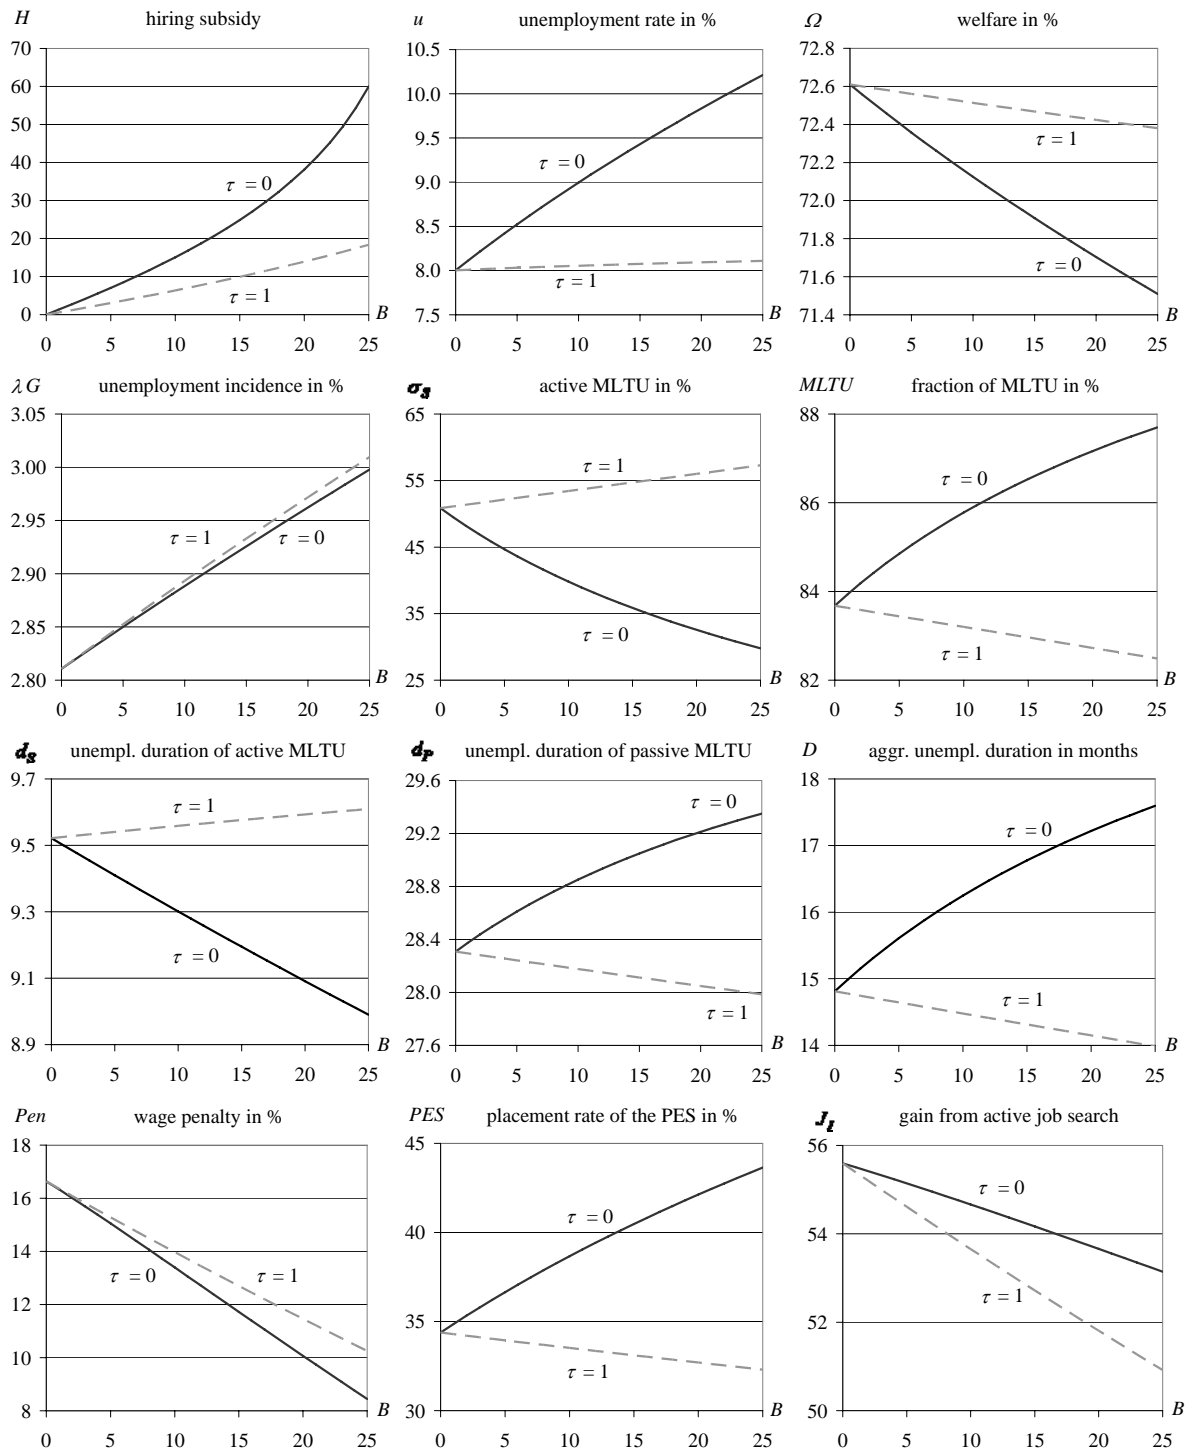 H hiring subsidy
70
60
50
40
30
20
10
0
τ = 0
τ = 1
B
0 5 10 15 20 25
u unemployment rate in %
10.5
10.0
9.5
9.0
8.5
8.0
7.5
τ = 0
τ = 1
B
0 5 10 15 20 25
Ω welfare in %
72.8
72.6
72.4
72.2
72.0
71.8
71.6
71.4
τ = 1
τ = 0
B
0 5 10 15 20 25
λG unemployment incidence in %
3.05
3.00
2.95
2.90
2.85
2.80
τ = 1
τ = 0
B
0 5 10 15 20 25
σS active MLTU in %
65
55
45
35
25
τ = 1
τ = 0
B
0 5 10 15 20 25
MLTU fraction of MLTU in %
88
86
84
82
τ = 0
τ = 1
B
0 5 10 15 20 25
dS unempl. duration of active MLTU
9.7
9.5
9.3
9.1
8.9
τ = 1
τ = 0
B
0 5 10 15 20 25
dP unempl. duration of passive MLTU
29.6
29.2
28.8
28.4
28.0
27.6
τ = 0
τ = 1
B
0 5 10 15 20 25
D aggr. unempl. duration in months
18
17
16
15
14
τ = 0
τ = 1
B
0 5 10 15 20 25
Pen wage penalty in %
18
16
14
12
10
8
τ = 0
τ = 1
B
0 5 10 15 20 25
PES placement rate of the PES in %
45
40
35
30
τ = 0
τ = 1
B
0 5 10 15 20 25
gain from active job search
56
54
52
50
τ = 0
τ = 1
B
0 5 10 15 20 25